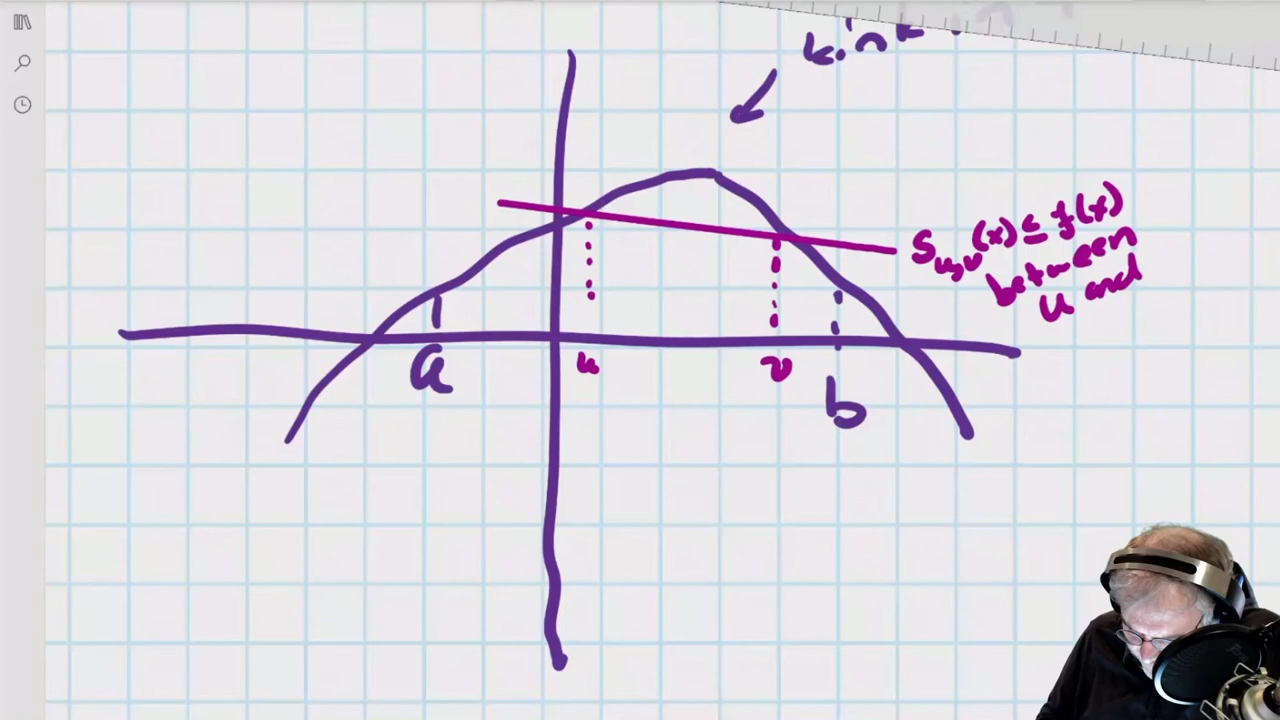 S_{u,v}(x) ≤ f(x)
between
u and
a
u
v
b